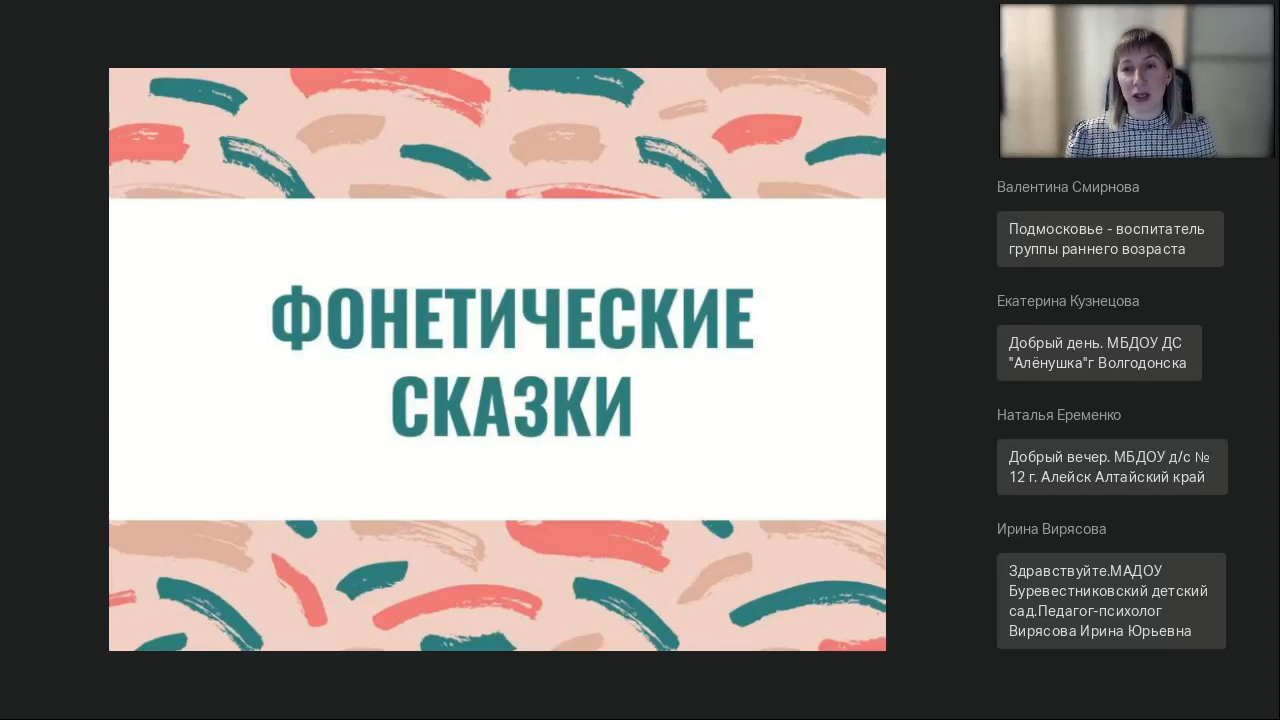 ФОНЕТИЧЕСКИЕ
СКАЗКИ
Валентина Смирнова
Подмосковье - воспитатель
группы раннего возраста
Екатерина Кузнецова
Добрый день. МБДОУ ДС
"Алёнушка"г Волгодонска
Наталья Еременко
Добрый вечер. МБДОУ д/с №
12 г. Алейск Алтайский край
Ирина Вирясова
Здравствуйте.МАДОУ
Буревестниковский детский
сад.Педагог-психолог
Вирясова Ирина Юрьевна